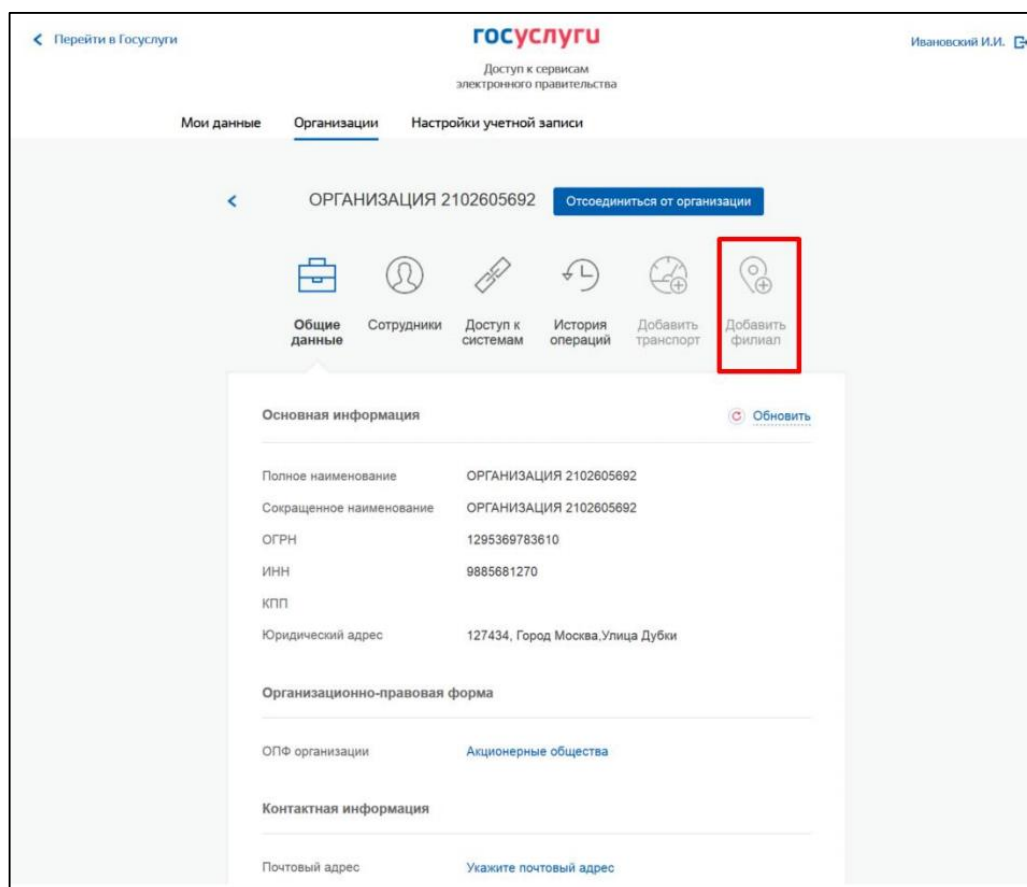 Перейти в Госуслуги
госуслуги
Ивановский И.И.
Доступ к сервисам
электронного правительства
Мои данные Организации Настройки учетной записи
ОРГАНИЗАЦИЯ 2102605692 Отсоединиться от организации
Общие данные
Сотрудники
Доступ к системам
История операций
Добавить транспорт
Добавить филиал
Основная информация Обновить
Полное наименование ОРГАНИЗАЦИЯ 2102605692
Сокращенное наименование ОРГАНИЗАЦИЯ 2102605692
ОГРН 1295369783610
ИНН 9885681270
КПП
Юридический адрес 127434, Город Москва,Улица Дубки
Организационно-правовая форма
ОПФ организации Акционерные общества
Контактная информация
Почтовый адрес Укажите почтовый адрес